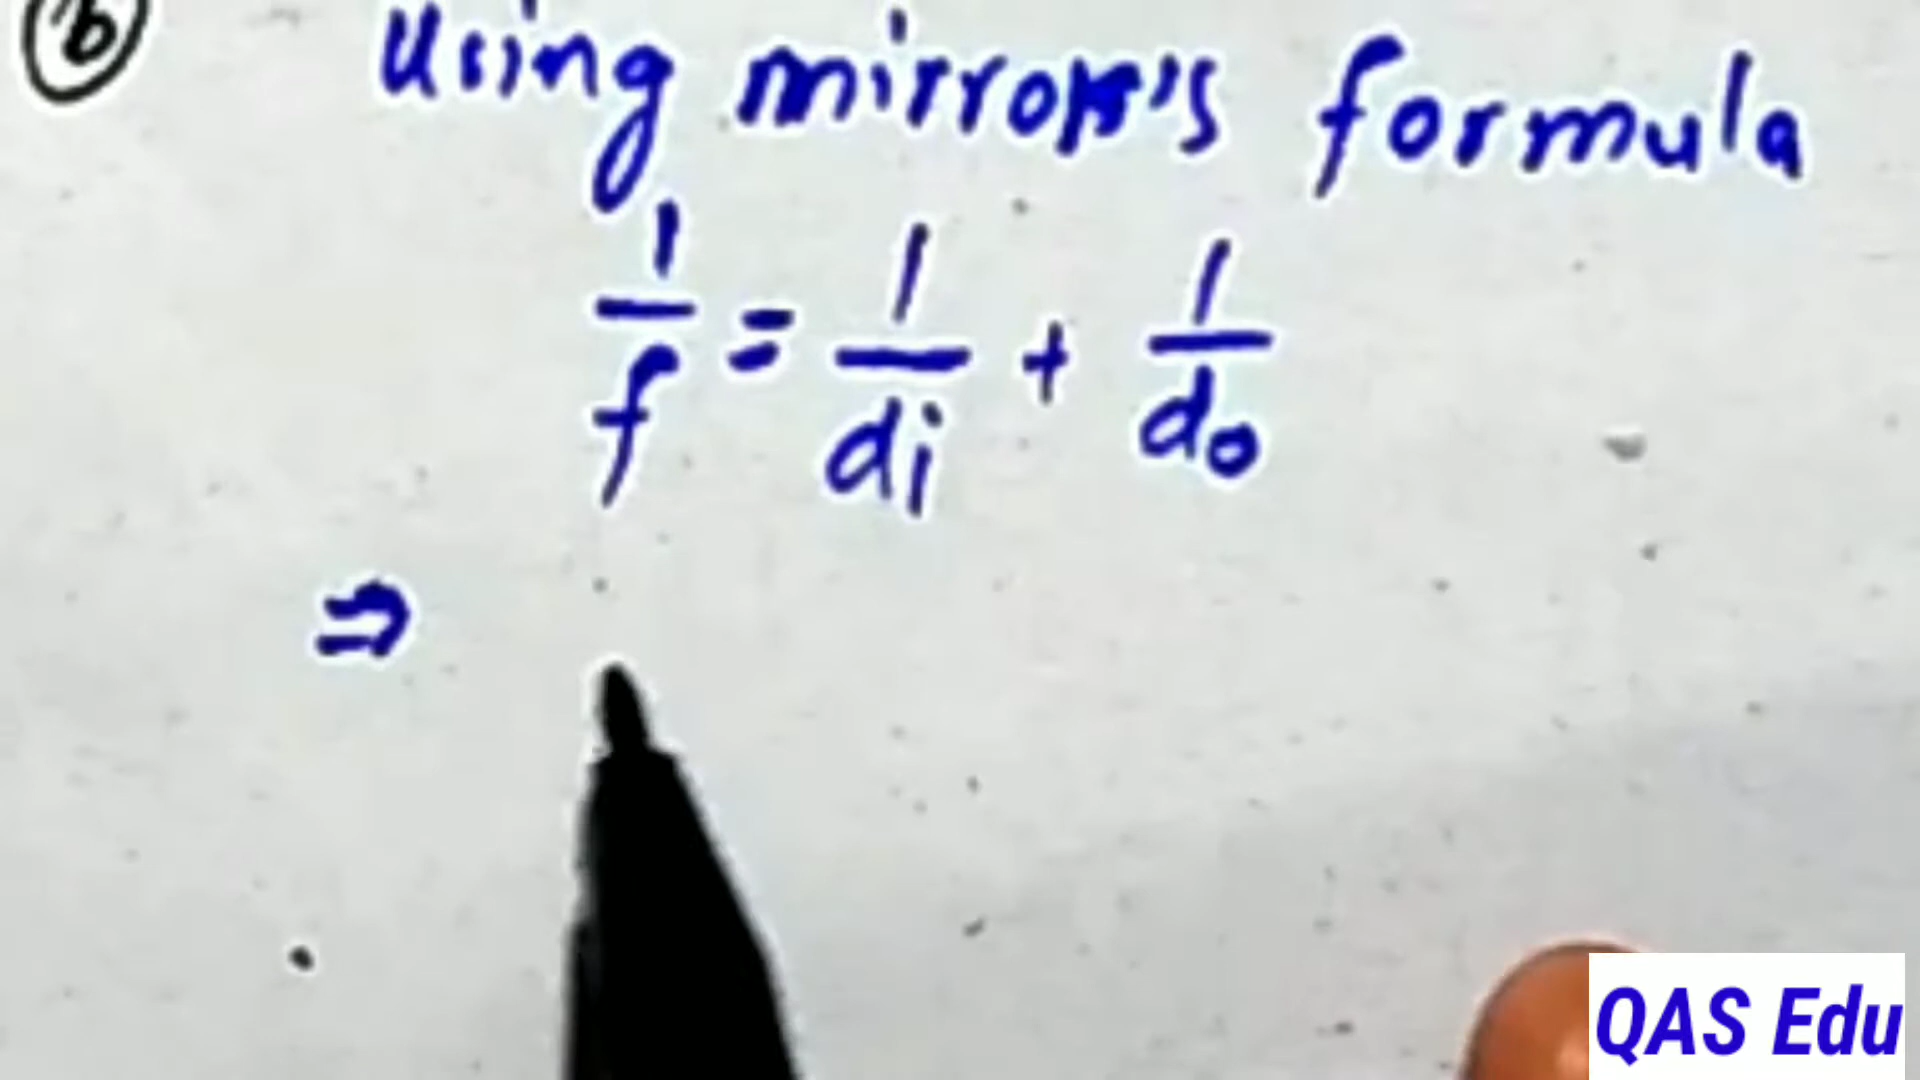 (b) Using mirror's formula
1/f = 1/di + 1/do
⇒
QAS Edu